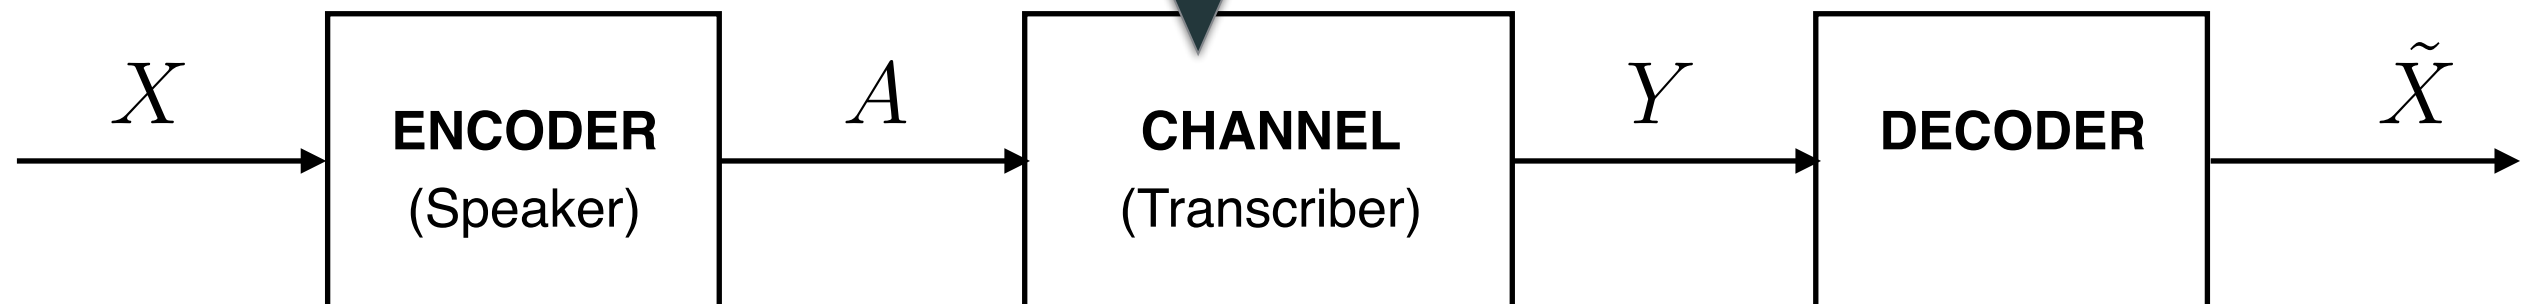 X
ENCODER
(Speaker)
A
CHANNEL
(Transcriber)
Y
DECODER
X̃